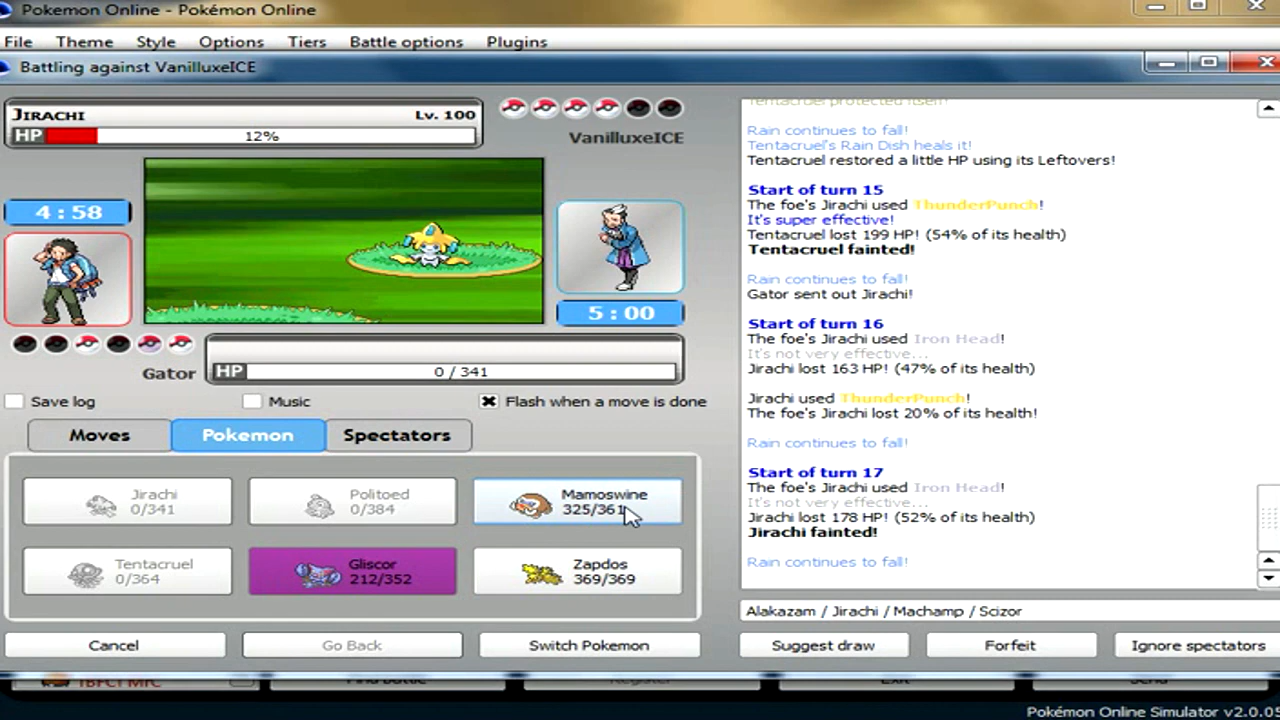 Pokemon Online - Pokémon Online
File Theme Style Options Tiers Battle options Plugins
Battling against VanilluxeICE
JIRACHI Lv. 100
HP 12%
VanilluxeICE
4:58
5:00
Gator
HP 0 / 341
Save log Music Flash when a move is done
Moves Pokemon Spectators
Jirachi
0/341
Politoed
0/384
Mamoswine
325/361
Tentacruel
0/364
Gliscor
212/352
Zapdos
369/369
Cancel Go Back Switch Pokemon
Tentacruel protected itself!
Rain continues to fall!
Tentacruel's Rain Dish heals it!
Tentacruel restored a little HP using its Leftovers!
Start of turn 15
The foe's Jirachi used ThunderPunch!
It's super effective!
Tentacruel lost 199 HP! (54% of its health)
Tentacruel fainted!
Rain continues to fall!
Gator sent out Jirachi!
Start of turn 16
The foe's Jirachi used Iron Head!
It's not very effective...
Jirachi lost 163 HP! (47% of its health)
Jirachi used ThunderPunch!
The foe's Jirachi lost 20% of its health!
Rain continues to fall!
Start of turn 17
The foe's Jirachi used Iron Head!
It's not very effective...
Jirachi lost 178 HP! (52% of its health)
Jirachi fainted!
Rain continues to fall!
Alakazam / Jirachi / Machamp / Scizor
Suggest draw Forfeit Ignore spectators
Pokémon Online Simulator v2.0.05